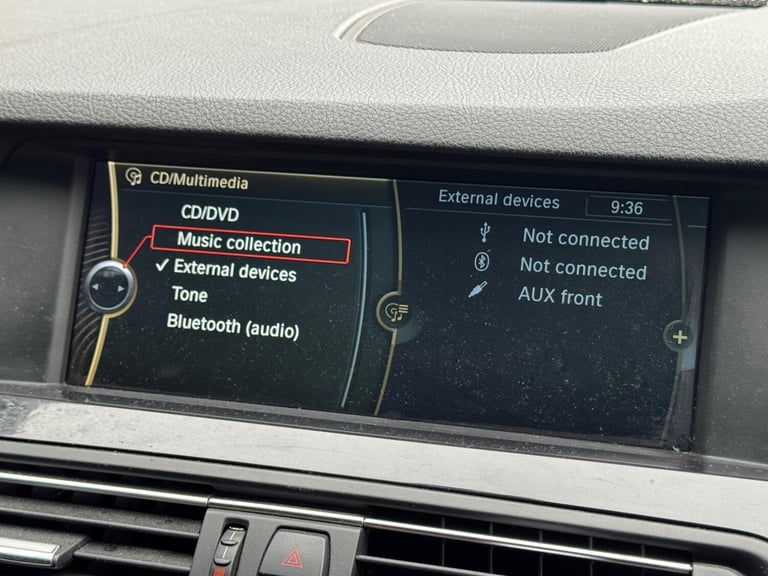 CD/Multimedia
CD/DVD
Music collection
External devices
Tone
Bluetooth (audio)
External devices
9:36
Not connected
Not connected
AUX front